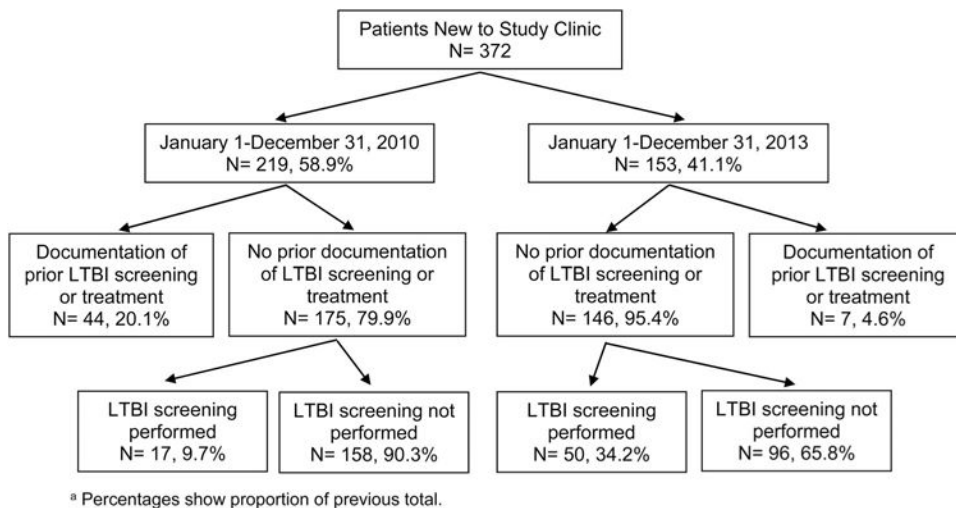 Patients New to Study Clinic
N= 372
January 1-December 31, 2010
N= 219, 58.9%
January 1-December 31, 2013
N= 153, 41.1%
Documentation of
prior LTBI screening
or treatment
N= 44, 20.1%
No prior documentation
of LTBI screening or
treatment
N= 175, 79.9%
No prior documentation
of LTBI screening or
treatment
N= 146, 95.4%
Documentation of
prior LTBI screening
or treatment
N= 7, 4.6%
LTBI screening
performed
N= 17, 9.7%
LTBI screening not
performed
N= 158, 90.3%
LTBI screening
performed
N= 50, 34.2%
LTBI screening not
performed
N= 96, 65.8%
ᵃ Percentages show proportion of previous total.